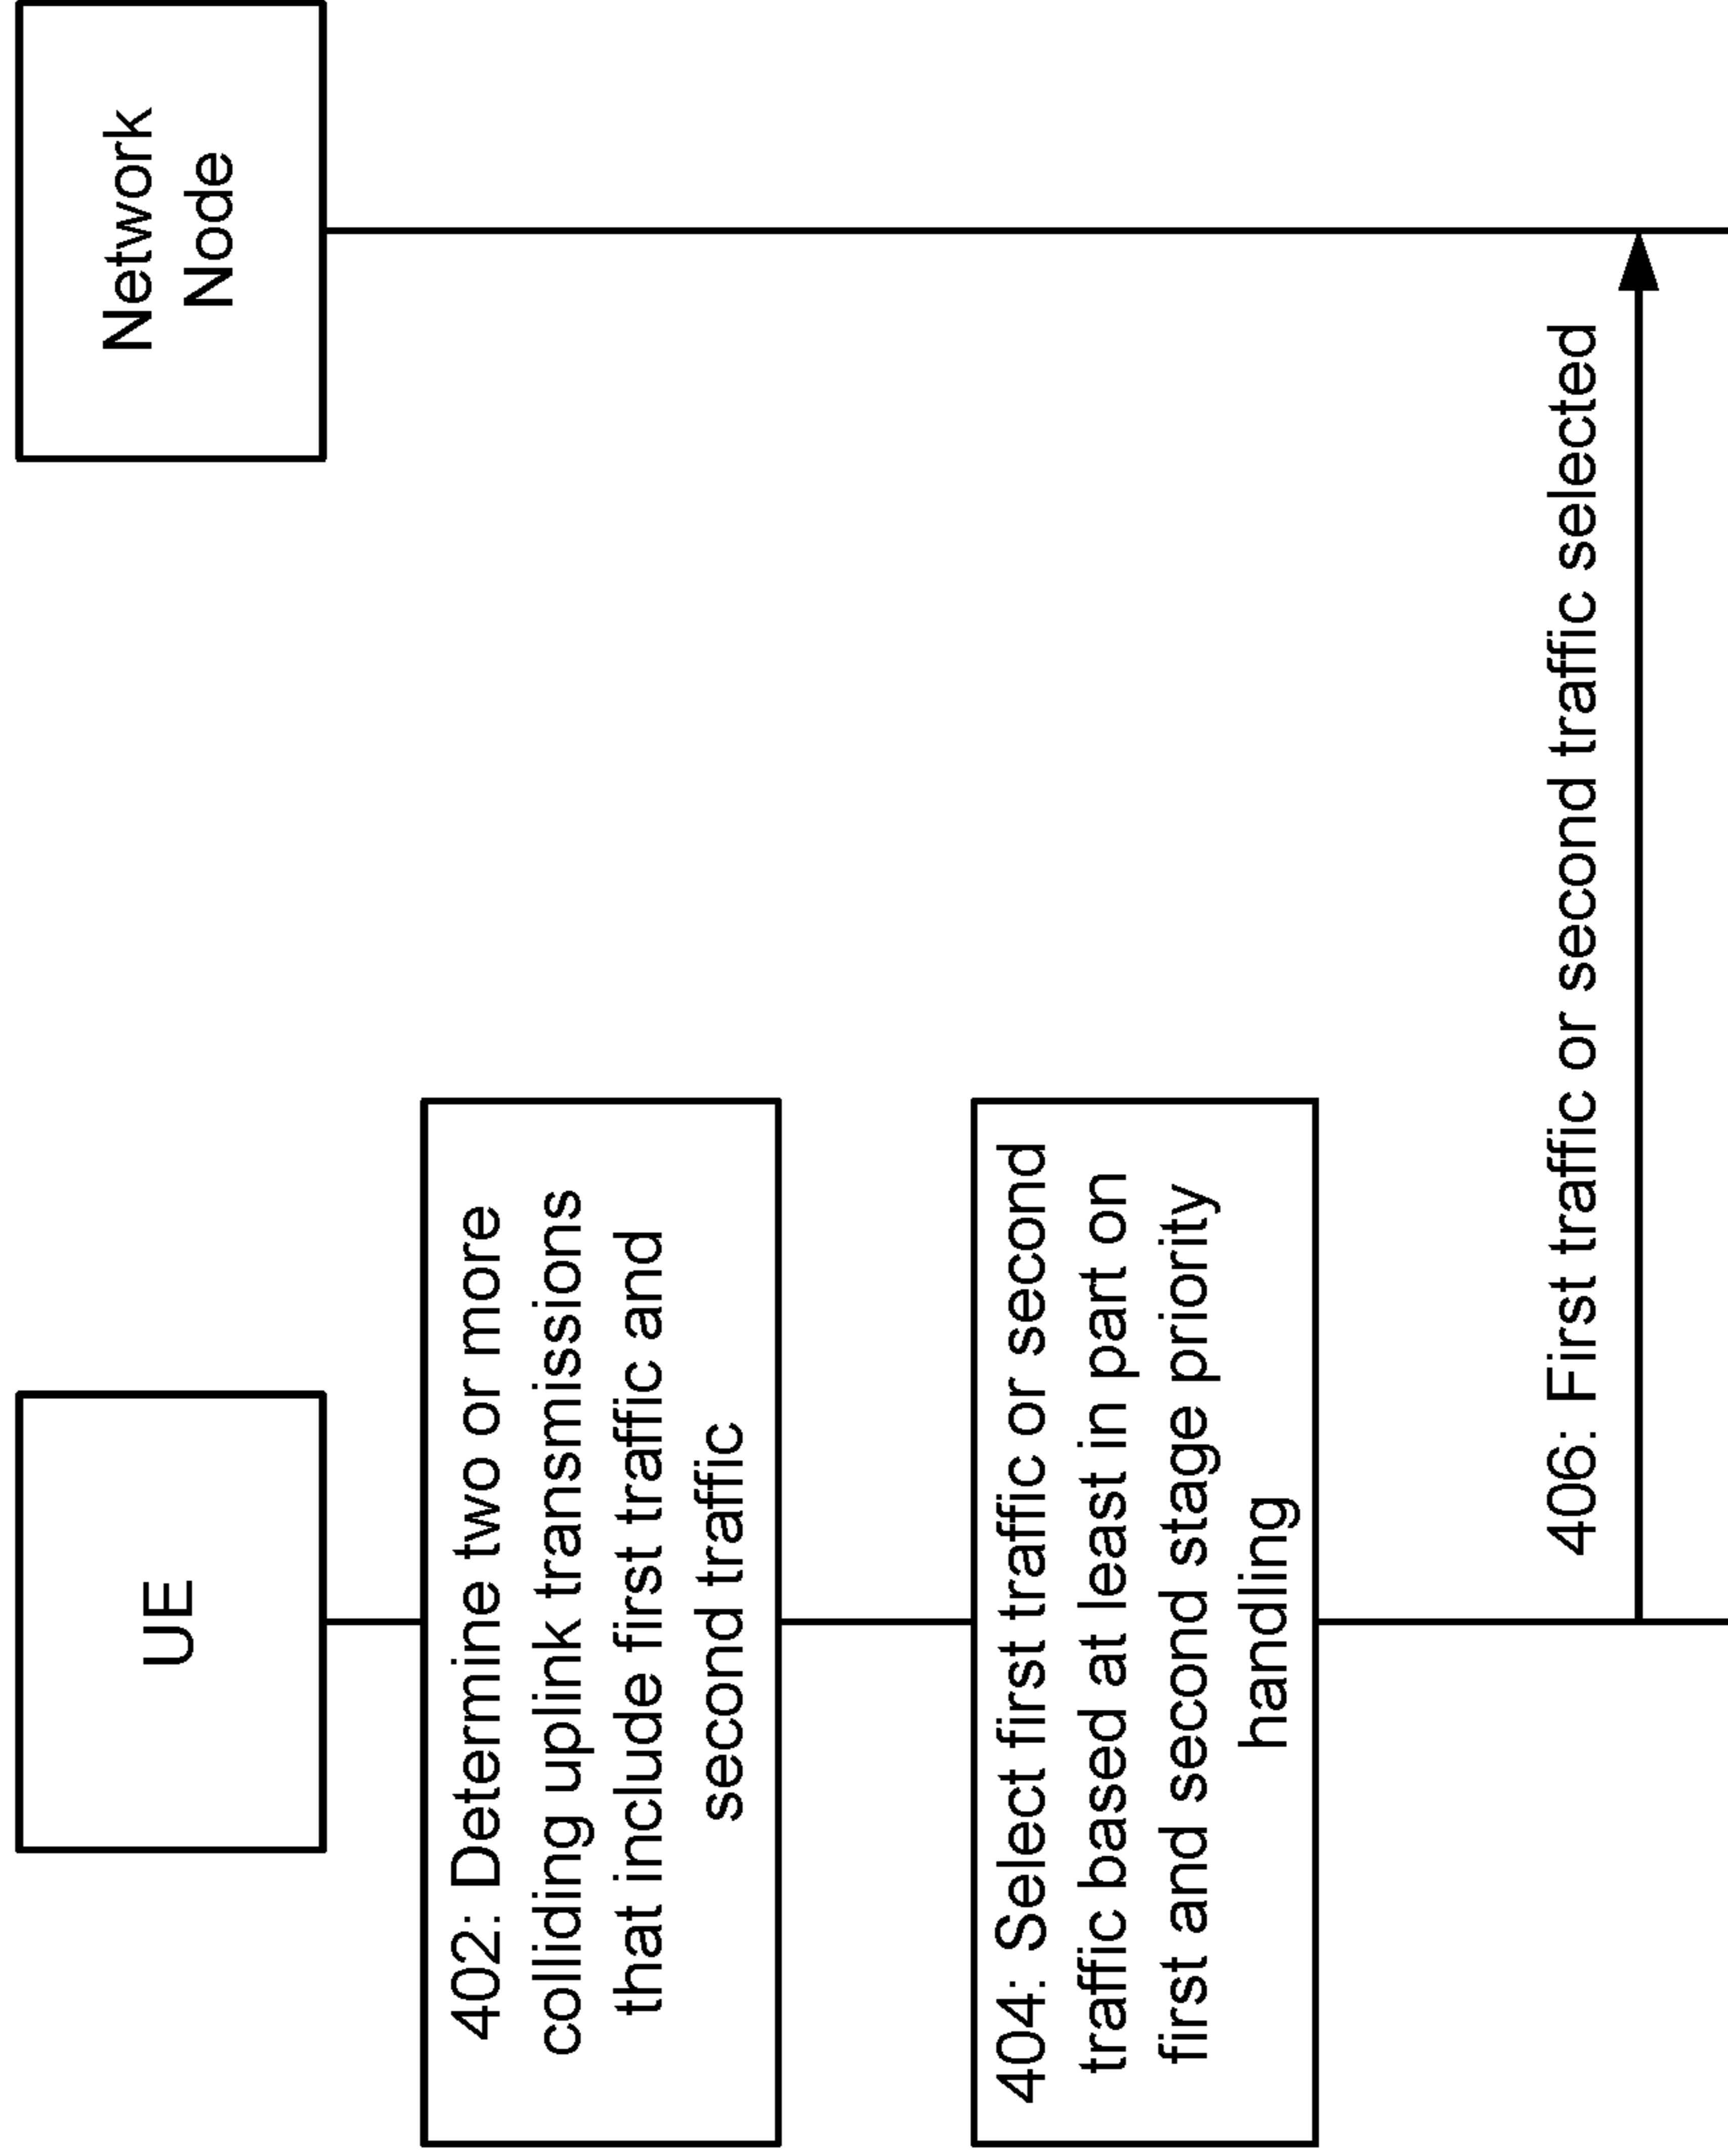 UE
Network
Node
402: Determine two or more
colliding uplink transmissions
that include first traffic and
second traffic
404: Select first traffic or second
traffic based at least in part on
first and second stage priority
handling
406: First traffic or second traffic selected